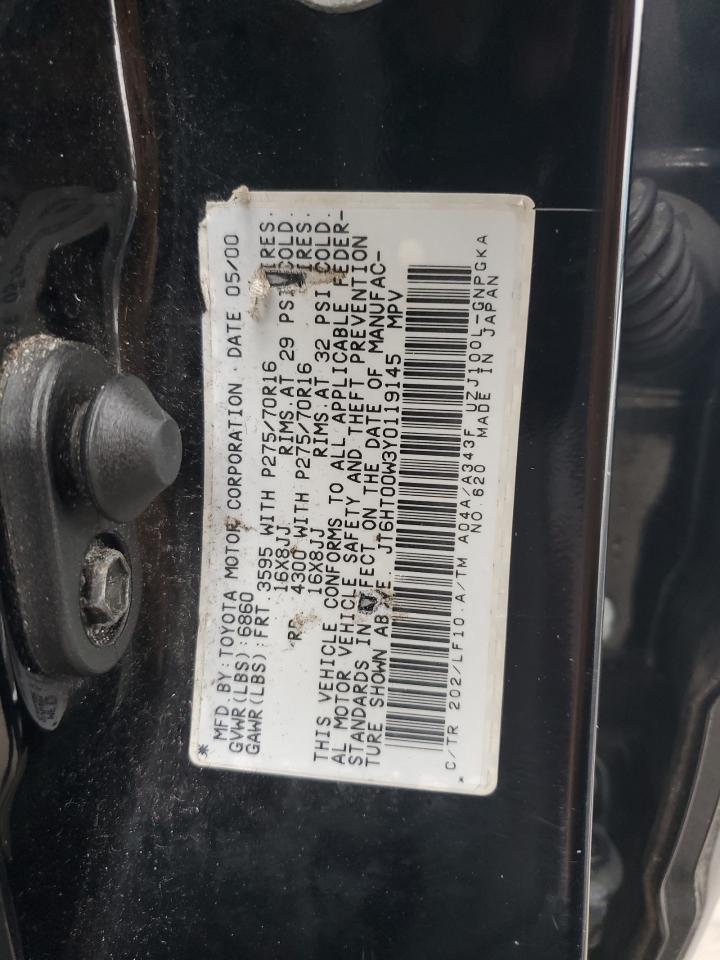 * MFD BY:TOYOTA MOTOR CORPORATION DATE 05/00
GVWR(LBS):6860
GAWR(LBS):FRT.3595 WITH P275/70R16 IRES.
16X8JJ RIMS.AT 29 PSI COLD.
RR 4300 WITH P275/70R16 IRES.
16X8JJ RIMS.AT 32 PSI COLD.
THIS VEHICLE CONFORMS TO ALL APPLICABLE FEDER-
AL MOTOR VEHICLE SAFETY AND THEFT PREVENTION
STANDARDS IN EFFECT ON THE DATE OF MANUFAC-
TURE SHOWN AB E. JT6HT00W3Y0119145 MPV
C/TR 202/LF10 A/TM A04A/A343F UZJ100L-GNPGKA
NO.620 MADE IN JAPAN